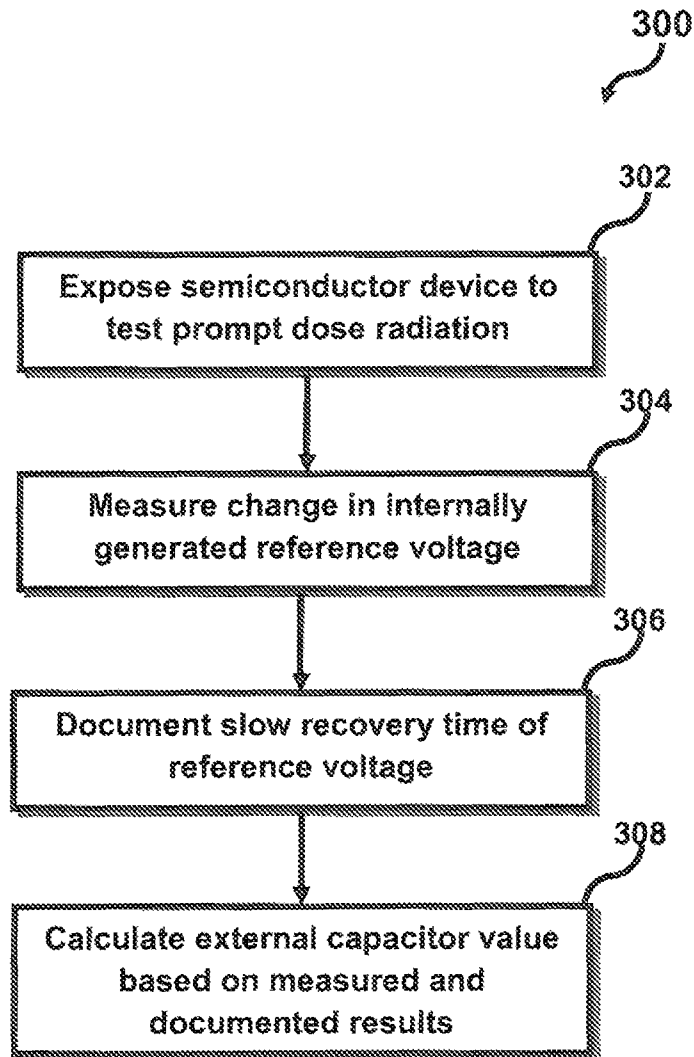 300
302
Expose semiconductor device to
test prompt dose radiation
304
Measure change in internally
generated reference voltage
306
Document slow recovery time of
reference voltage
308
Calculate external capacitor value
based on measured and
documented results